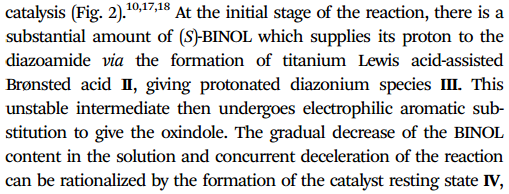 catalysis (Fig. 2).10,17,18 At the initial stage of the reaction, there is a
substantial amount of (S)-BINOL which supplies its proton to the
diazoamide via the formation of titanium Lewis acid-assisted
Brønsted acid II, giving protonated diazonium species III. This
unstable intermediate then undergoes electrophilic aromatic sub-
stitution to give the oxindole. The gradual decrease of the BINOL
content in the solution and concurrent deceleration of the reaction
can be rationalized by the formation of the catalyst resting state IV,